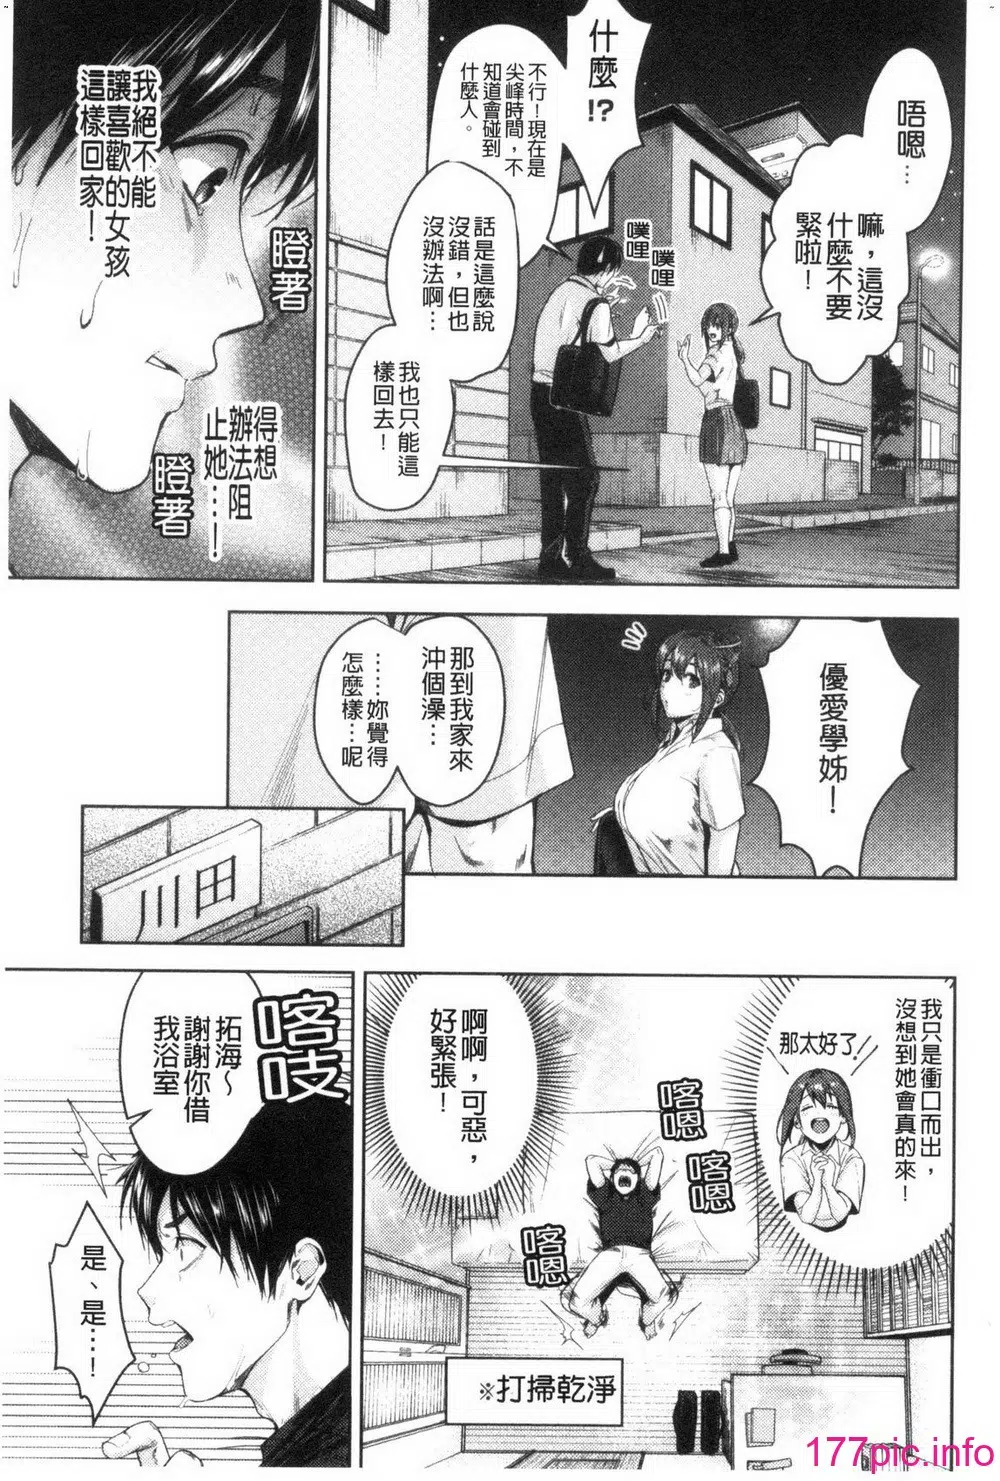 唔嗯…
嘛，這沒
什麼不要
緊啦！
什麼!?
不行！現在是
尖峰時間，不
知道會碰到
什麼人。
噗哩
噗哩
話是這麼說
沒錯，但也
沒辦法啊…
我也只能這
樣回去！
我絕不能
讓喜歡的女孩
這樣回家！
瞪著
得想
辦法阻
止她…！
瞪著
優愛學姊！
那到我家來
沖個澡…
……妳覺得
怎麼樣…呢
川田
我只是衝口而出，
沒想到她會真的來！
那太好了//
啊啊，可惡，
好緊張！
喀嗯
喀嗯
喀嗯
※打掃乾淨
喀吱
拓海～
謝謝你借
我浴室
是、是…！
177pic.info